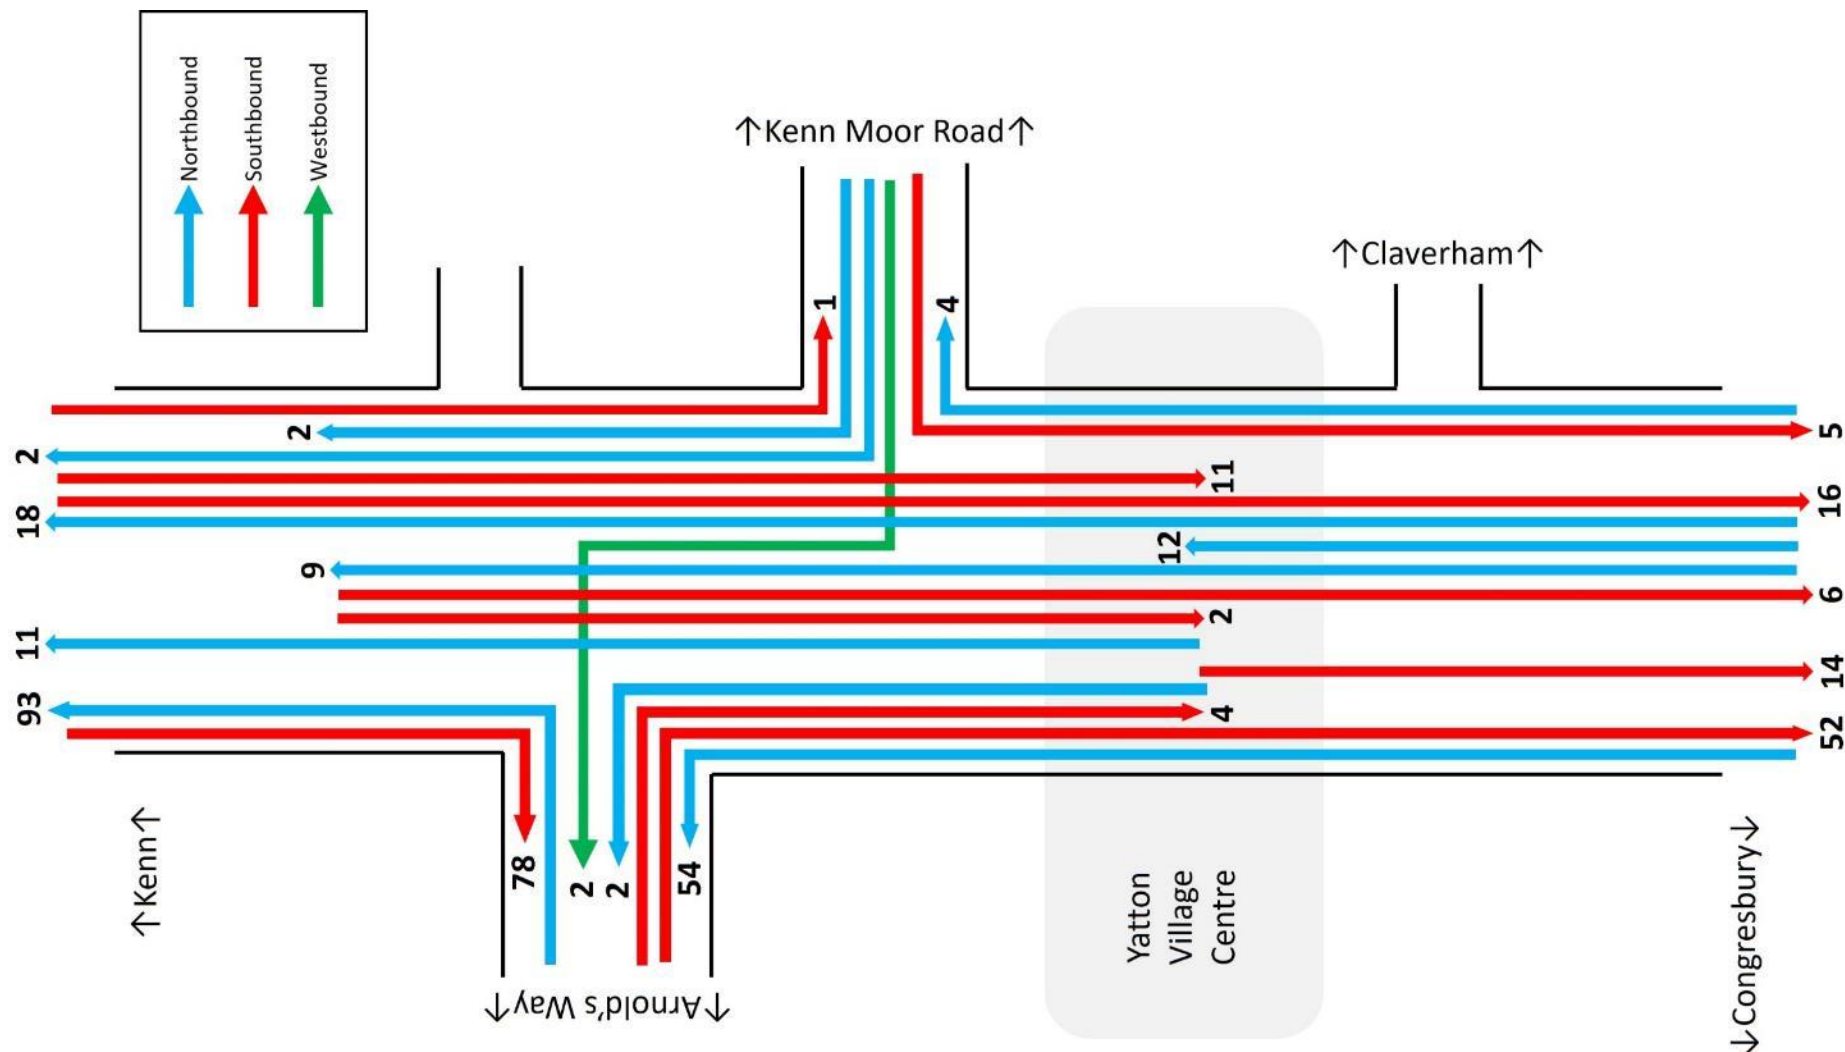 Northbound
Southbound
Westbound
↑Kenn Moor Road↑
↑Claverham↑
1
4
2
2
5
11
16
18
12
9
6
2
11
14
93
4
52
78
2
2
54
↑Kenn↑
↑Arnold's Way↑
Yatton
Village
Centre
↓Congresbury↓